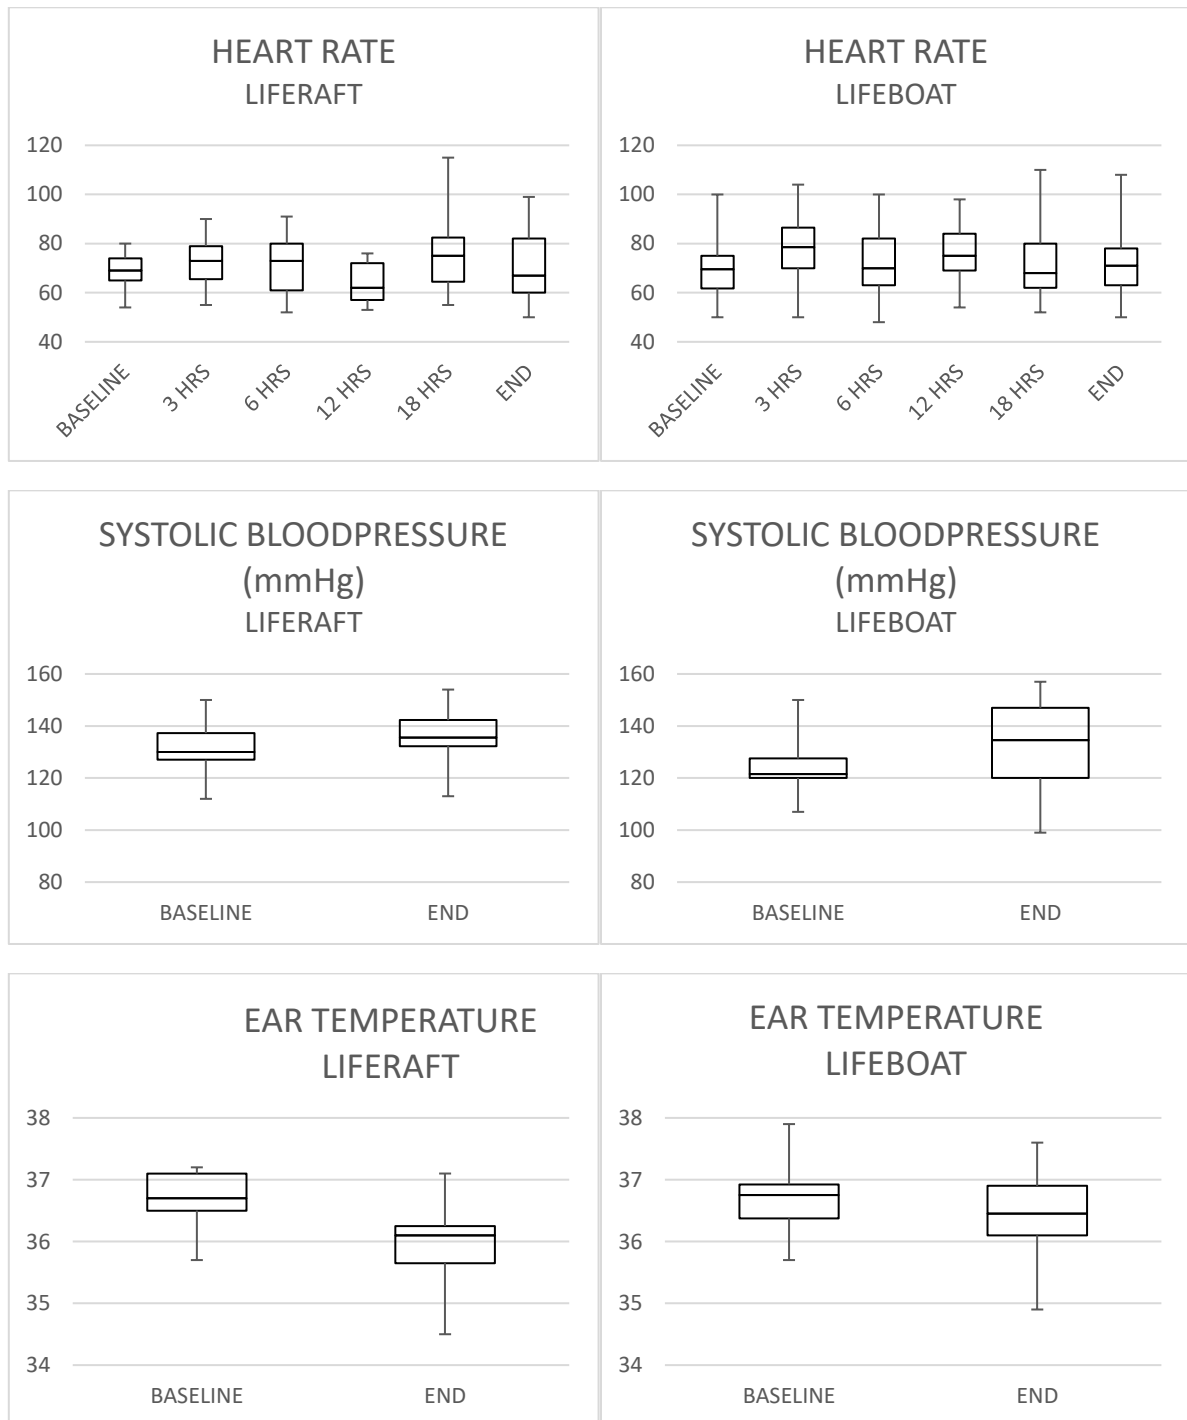 HEART RATE
LIFERAFT
120
100
80
60
40
BASELINE
3 HRS
6 HRS
12 HRS
18 HRS
END
HEART RATE
LIFEBOAT
120
100
80
60
40
BASELINE
3 HRS
6 HRS
12 HRS
18 HRS
END
SYSTOLIC BLOODPRESSURE
(mmHg)
LIFERAFT
160
140
120
100
80
BASELINE
END
SYSTOLIC BLOODPRESSURE
(mmHg)
LIFEBOAT
160
140
120
100
80
BASELINE
END
EAR TEMPERATURE
LIFERAFT
38
37
36
35
34
BASELINE
END
EAR TEMPERATURE
LIFEBOAT
38
37
36
35
34
BASELINE
END